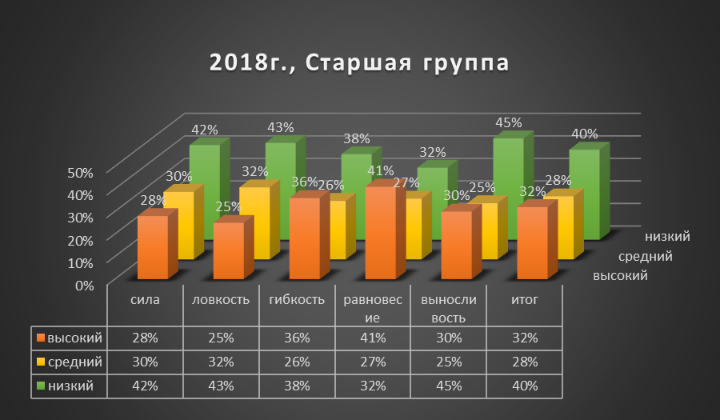 2018г., Старшая группа
42%
43%
38%
32%
45%
40%
30%
32%
26%
27%
25%
28%
28%
25%
36%
41%
30%
32%
50%
40%
30%
20%
10%
0%
низкий
средний
высокий
сила ловкость гибкость равновес выносли итог
ие вость
высокий 28% 25% 36% 41% 30% 32%
средний 30% 32% 26% 27% 25% 28%
низкий 42% 43% 38% 32% 45% 40%